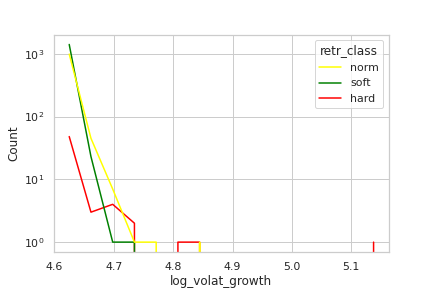 retr_class
norm
soft
hard
Count
10³
10²
10¹
10⁰
4.6 4.7 4.8 4.9 5.0 5.1
log_volat_growth